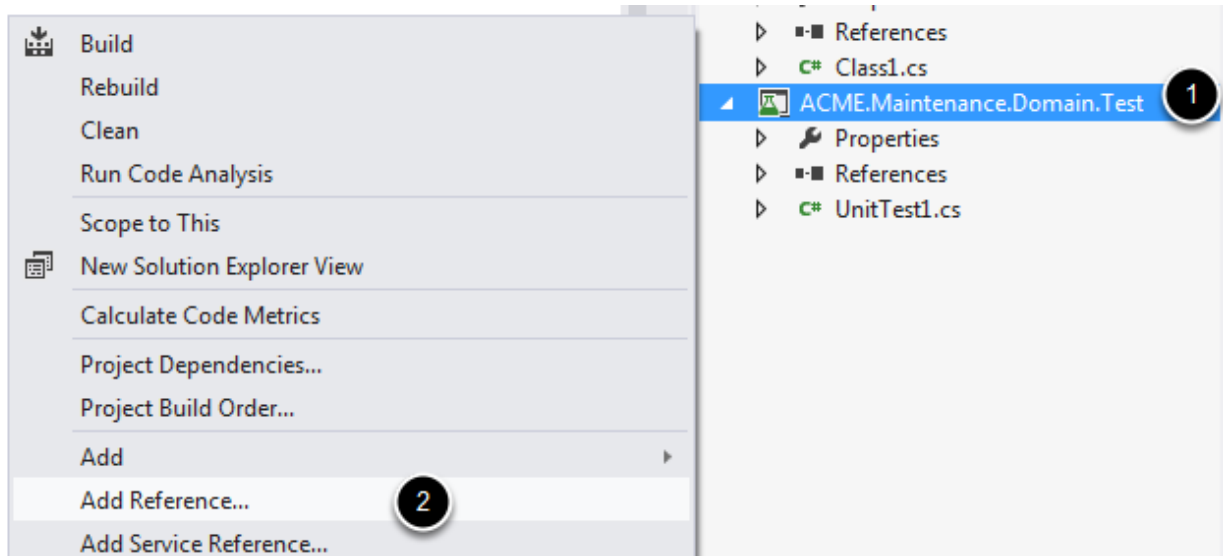 Build
Rebuild
Clean
Run Code Analysis
Scope to This
New Solution Explorer View
Calculate Code Metrics
Project Dependencies...
Project Build Order...
Add
Add Reference...
2
Add Service Reference...
References
C# Class1.cs
ACME.Maintenance.Domain.Test
1
Properties
References
C# UnitTest1.cs